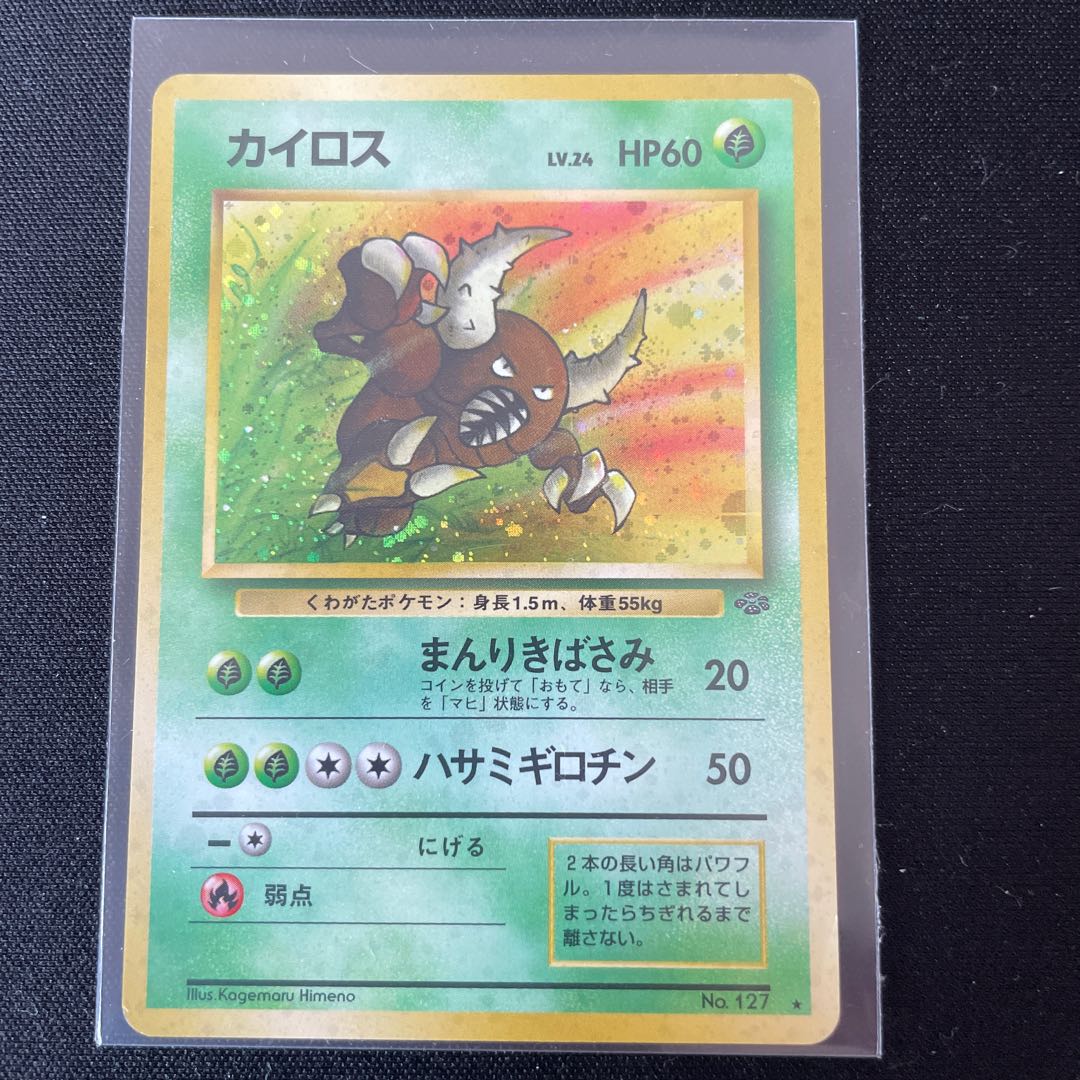 カイロス LV.24 HP60
くわがたポケモン：身長1.5m、体重55kg
まんりきばさみ 20
コインを投げて「おもて」なら、相手
を「マヒ」状態にする。
ハサミギロチン 50
ー にげる
弱点
2本の長い角はパワフ
ル。1度はさまれてし
まったらちぎれるまで
離さない。
Illus.Kagemaru Himeno
No. 127 ★